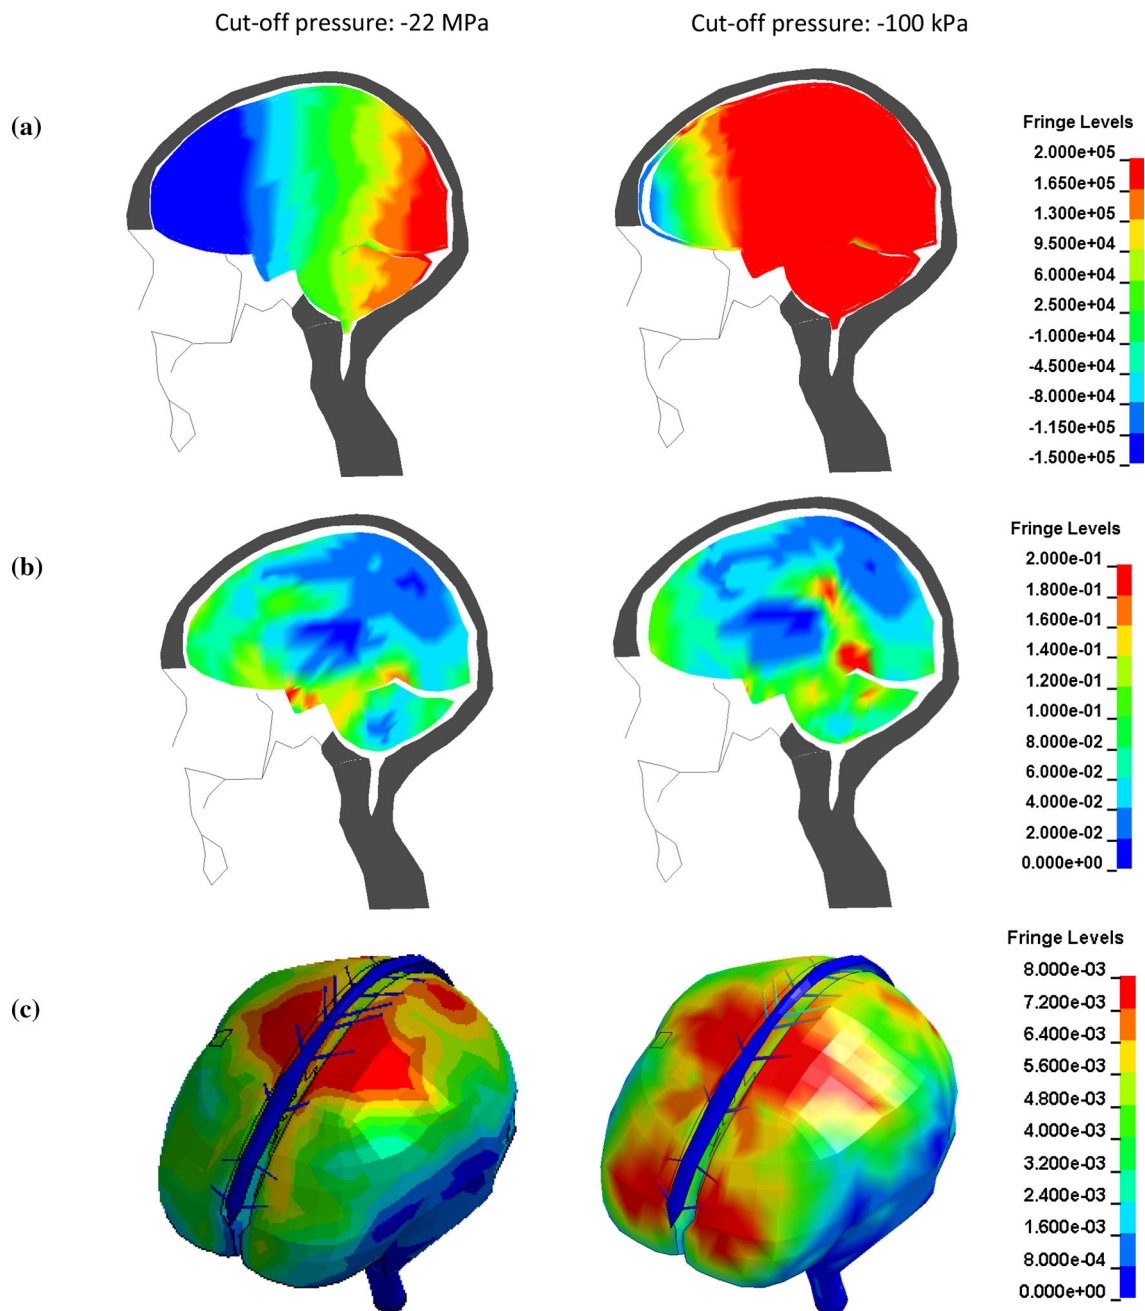 Cut-off pressure: -22 MPa
Cut-off pressure: -100 kPa
(a)
Fringe Levels
2.000e+05
1.650e+05
1.300e+05
9.500e+04
6.000e+04
2.500e+04
-1.000e+04
-4.500e+04
-8.000e+04
-1.150e+05
-1.500e+05
(b)
Fringe Levels
2.000e-01
1.800e-01
1.600e-01
1.400e-01
1.200e-01
1.000e-01
8.000e-02
6.000e-02
4.000e-02
2.000e-02
0.000e+00
(c)
Fringe Levels
8.000e-03
7.200e-03
6.400e-03
5.600e-03
4.800e-03
4.000e-03
3.200e-03
2.400e-03
1.600e-03
8.000e-04
0.000e+00